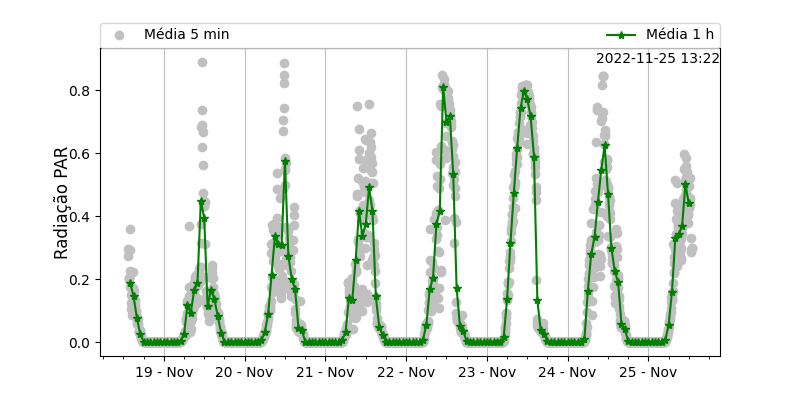 Média 5 min
Média 1 h
2022-11-25 13:22
Radiação PAR
0.8
0.6
0.4
0.2
0.0
19 - Nov
20 - Nov
21 - Nov
22 - Nov
23 - Nov
24 - Nov
25 - Nov